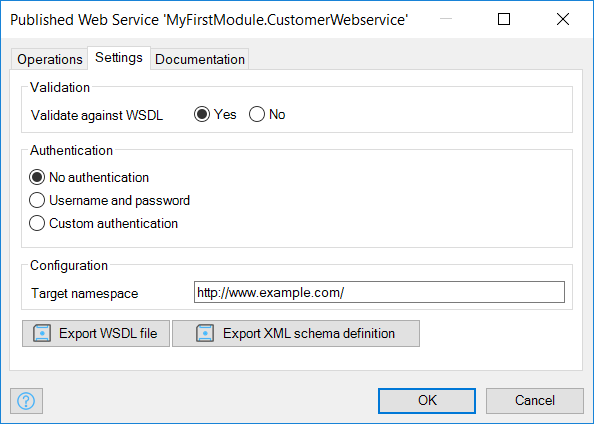 Published Web Service 'MyFirstModule.CustomerWebservice'
Operations Settings Documentation
Validation
Validate against WSDL Yes No
Authentication
No authentication
Username and password
Custom authentication
Configuration
Target namespace http://www.example.com/
Export WSDL file Export XML schema definition
? OK Cancel